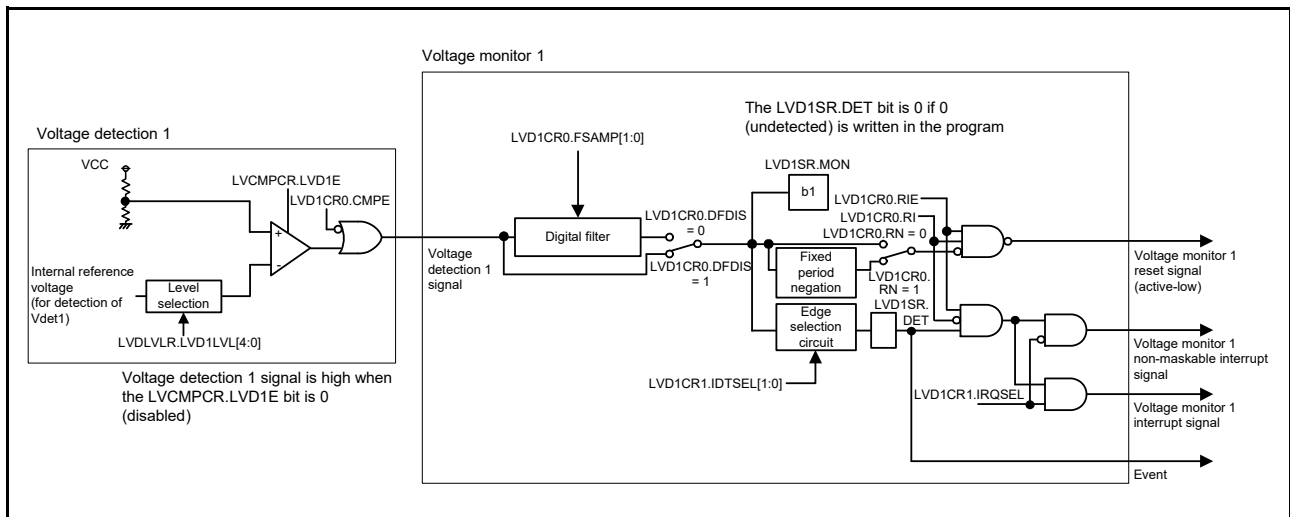 Voltage monitor 1
The LVD1SR.DET bit is 0 if 0
(undetected) is written in the program
Voltage detection 1
LVD1CR0.FSAMP[1:0]
VCC
LVCMPCR.LVD1E
LVD1CR0.CMPE
+
-
Internal reference
voltage
(for detection of
Vdet1)
Level
selection
LVDLVLR.LVD1LVL[4:0]
Voltage detection 1 signal is high when
the LVCMPCR.LVD1E bit is 0
(disabled)
Voltage
detection 1
signal
Digital filter
LVD1CR0.DFDIS
= 0
LVD1CR0.DFDIS
= 1
LVD1SR.MON
b1
LVD1CR0.RIE
LVD1CR0.RI
LVD1CR0.RN = 0
Fixed
period
negation
LVD1CR0.
RN = 1
LVD1SR.
DET
Edge
selection
circuit
LVD1CR1.IDTSEL[1:0]
LVD1CR1.IRQSEL
Voltage monitor 1
reset signal
(active-low)
Voltage monitor 1
non-maskable interrupt
signal
Voltage monitor 1
interrupt signal
Event